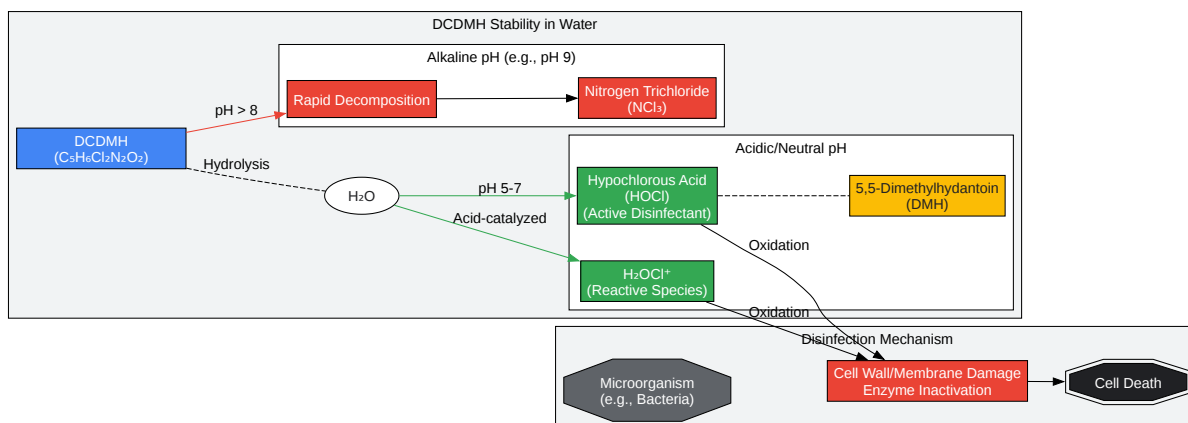 DCDMH Stability in Water
Alkaline pH (e.g., pH 9)
Rapid Decomposition
Nitrogen Trichloride
(NCl₃)
pH > 8
DCDMH
(C₅H₆Cl₂N₂O₂)
Hydrolysis
H₂O
pH 5-7
Acid-catalyzed
Acidic/Neutral pH
Hypochlorous Acid
(HOCl)
(Active Disinfectant)
5,5-Dimethylhydantoin
(DMH)
Oxidation
H₂OCl⁺
(Reactive Species)
Oxidation
Disinfection Mechanism
Microorganism
(e.g., Bacteria)
Cell Wall/Membrane Damage
Enzyme Inactivation
Cell Death